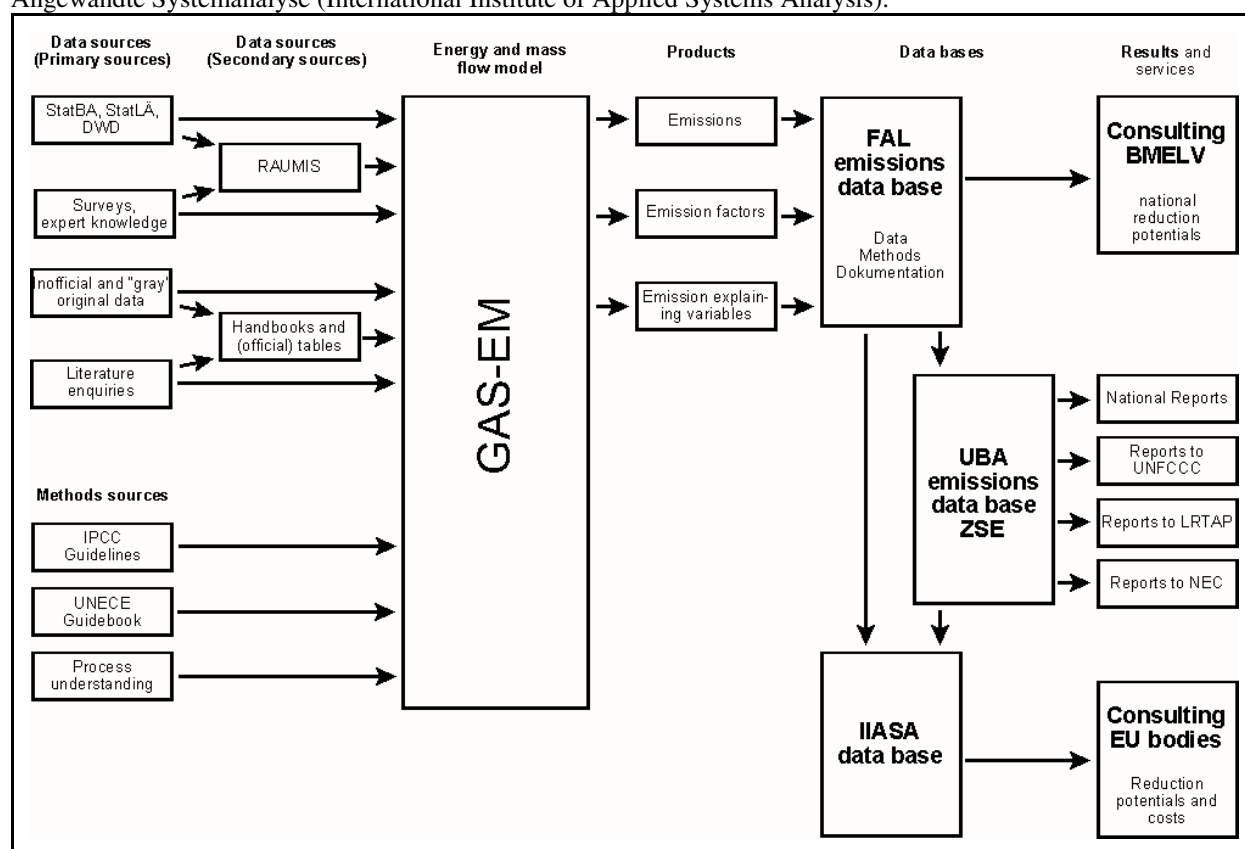 Angewandte Systemanalyse (International Institute of Applied Systems Analysis).
Data sources
(Primary sources)
Data sources
(Secondary sources)
Energy and mass
flow model
Products
Data bases
Results and
services
StatBA, StatLÄ,
DWD
RAUMIS
Surveys,
expert knowledge
Inofficial and "gray"
original data
Handbooks and
(official) tables
Literature
enquiries
Methods sources
IPCC
Guidelines
UNECE
Guidebook
Process
understanding
GAS-EM
Emissions
Emission factors
Emission explain-
ing variables
FAL
emissions
data base
Data
Methods
Dokumentation
UBA
emissions
data base
ZSE
IIASA
data base
Consulting
BMELV
national
reduction
potentials
National Reports
Reports to
UNFCCC
Reports to LRTAP
Reports to NEC
Consulting
EU bodies
Reduction
potentials and
costs